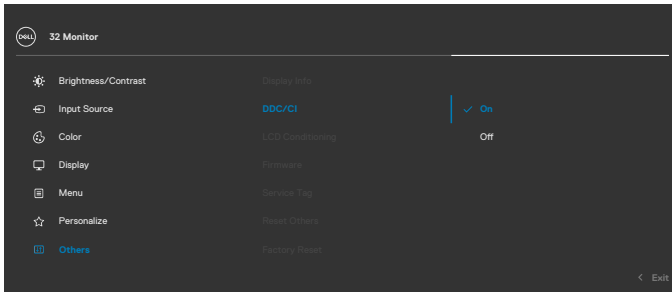 DELL
32 Monitor
Brightness/Contrast
Display Info
Input Source
DDC/CI
On
Color
LCD Conditioning
Off
Display
Firmware
Menu
Service Tag
Personalize
Reset Others
Others
Factory Reset
Exit